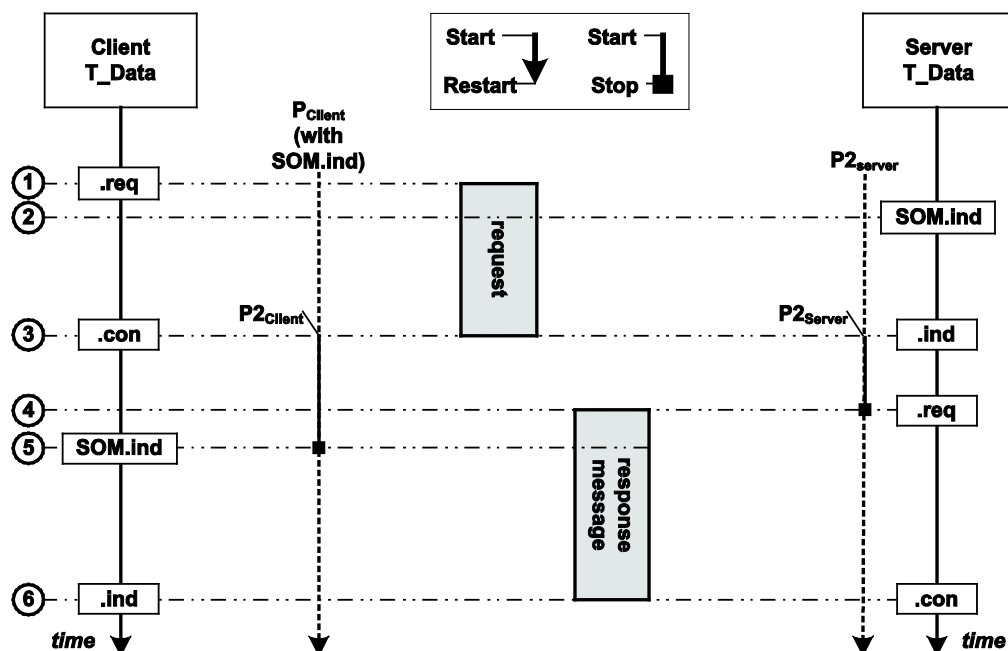 Client
T_Data
Start
Restart
Start
Stop
Server
T_Data
PClient
(with
SOM.ind)
P2server
1
.req
2
SOM.ind
request
P2Client
P2Server
3
.con
.ind
4
.req
5
SOM.ind
response
message
6
.ind
.con
time
time